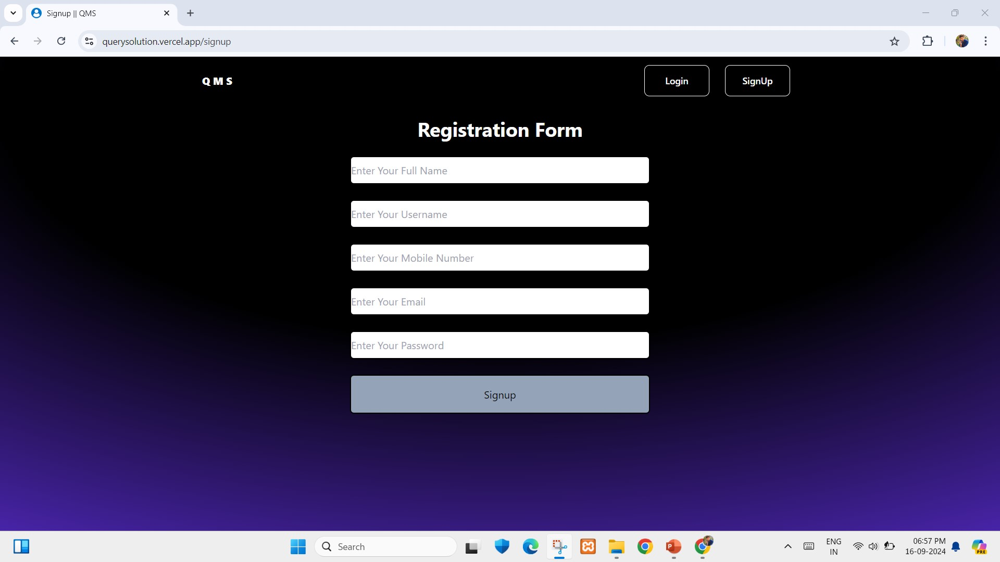 Signup || QMS
querysolution.vercel.app/signup
QMS
Login
SignUp
Registration Form
Enter Your Full Name
Enter Your Username
Enter Your Mobile Number
Enter Your Email
Enter Your Password
Signup
Search
ENG
IN
06:57 PM
16-09-2024
PRE